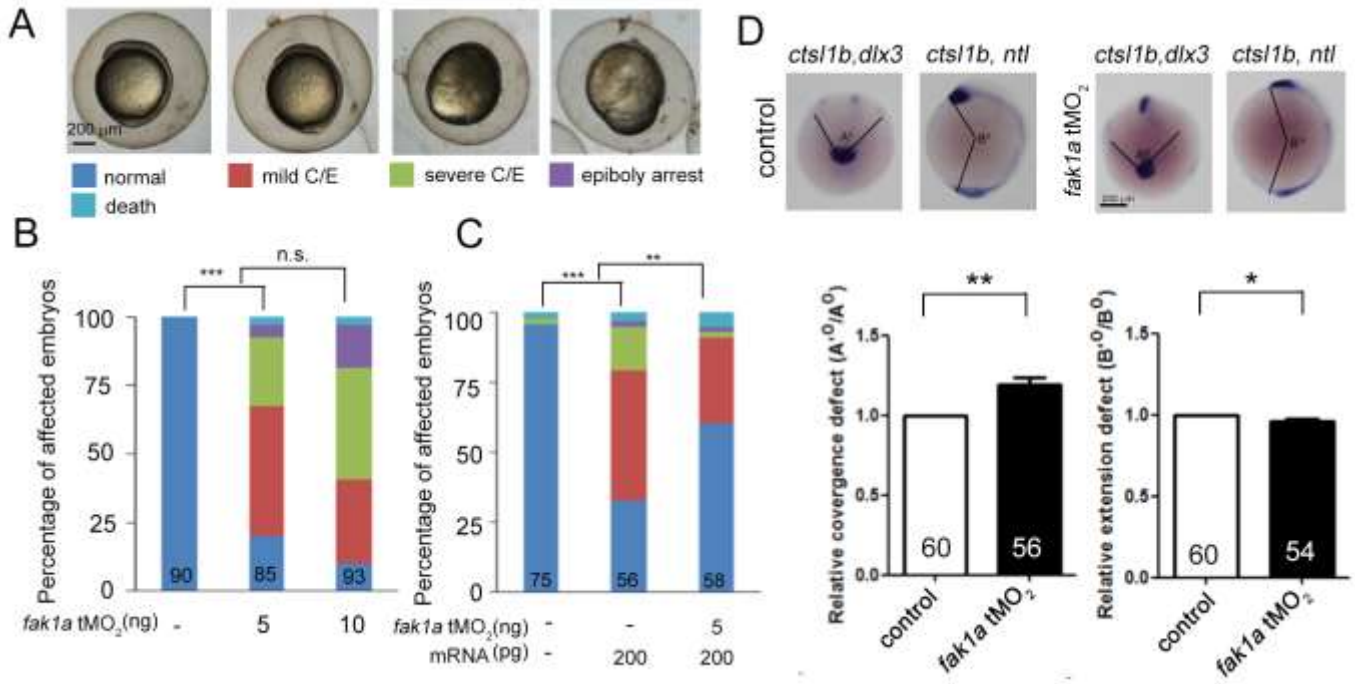 A
200 µm
normal
mild C/E
severe C/E
epiboly arrest
death
B
***
n.s.
Percentage of affected embryos
100
75
50
25
0
90
85
93
fak1a tMO2(ng)
-
5
10
C
***
**
Percentage of affected embryos
100
75
50
25
0
75
56
58
fak1a tMO2(ng)
-
-
5
mRNA(pg)
-
200
200
D
ctsl1b,dlx3
ctsl1b, ntl
ctsl1b,dlx3
ctsl1b, ntl
control
A°
B°
fak1a tMO2
200 µm
**
Relative covergence defect (A'°/A°)
1.5
1.0
0.5
0.0
60
56
control
fak1a tMO2
*
Relative extension defect (B'°/B°)
1.5
1.0
0.5
0.0
60
54
control
fak1a tMO2